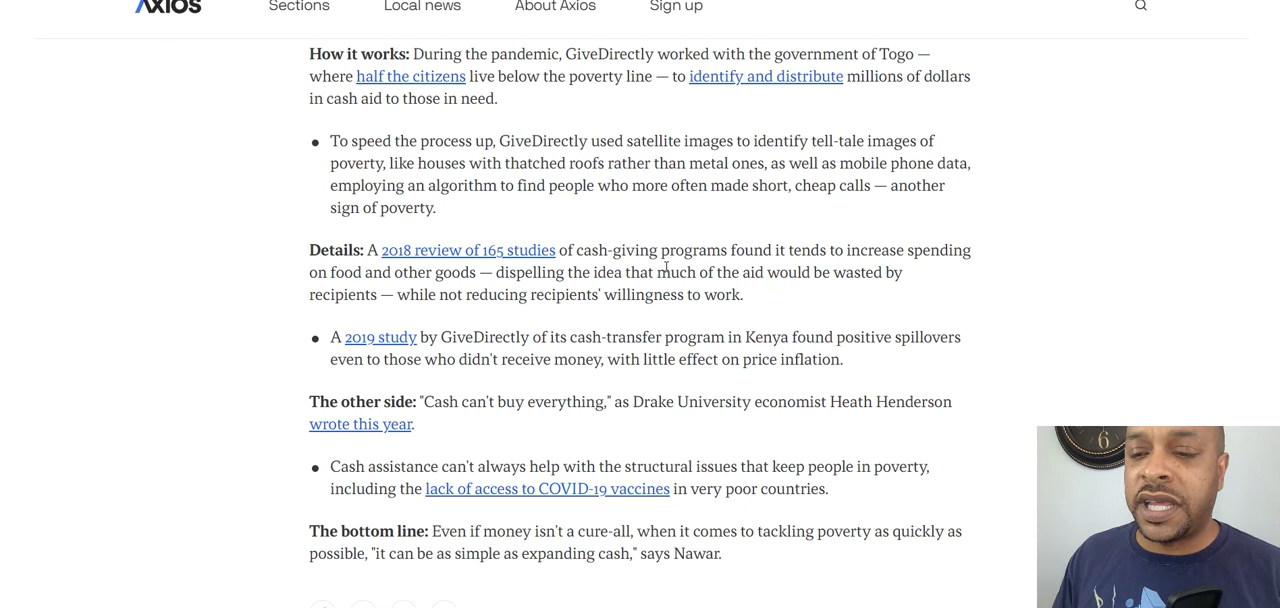 AXIOS
Sections
Local news
About Axios
Sign up
How it works: During the pandemic, GiveDirectly worked with the government of Togo —
where half the citizens live below the poverty line — to identify and distribute millions of dollars
in cash aid to those in need.
• To speed the process up, GiveDirectly used satellite images to identify tell-tale images of
poverty, like houses with thatched roofs rather than metal ones, as well as mobile phone data,
employing an algorithm to find people who more often made short, cheap calls — another
sign of poverty.
Details: A 2018 review of 165 studies of cash-giving programs found it tends to increase spending
on food and other goods — dispelling the idea that much of the aid would be wasted by
recipients — while not reducing recipients' willingness to work.
• A 2019 study by GiveDirectly of its cash-transfer program in Kenya found positive spillovers
even to those who didn't receive money, with little effect on price inflation.
The other side: "Cash can't buy everything," as Drake University economist Heath Henderson
wrote this year.
• Cash assistance can't always help with the structural issues that keep people in poverty,
including the lack of access to COVID-19 vaccines in very poor countries.
The bottom line: Even if money isn't a cure-all, when it comes to tackling poverty as quickly as
possible, "it can be as simple as expanding cash," says Nawar.
6